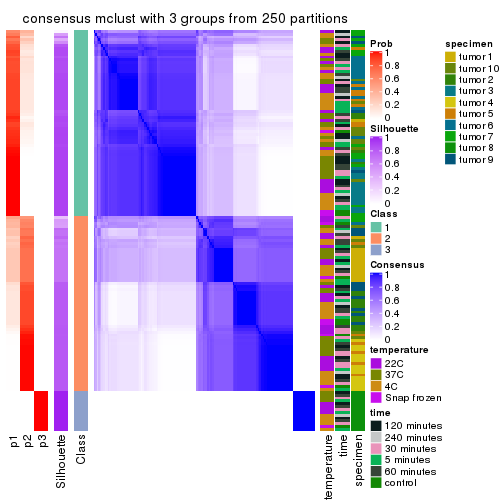 consensus mclust with 3 groups from 250 partitions
Prob
1
0.8
0.6
0.4
0.2
0
Silhouette
1
0.8
0.6
0.4
0.2
0
Class
1
2
3
Consensus
1
0.8
0.6
0.4
0.2
0
temperature
22C
37C
4C
Snap frozen
time
120 minutes
240 minutes
30 minutes
5 minutes
60 minutes
control
specimen
tumor 1
tumor 10
tumor 2
tumor 3
tumor 4
tumor 5
tumor 6
tumor 7
tumor 8
tumor 9
p1
p2
p3
Silhouette
Class
temperature
time
specimen